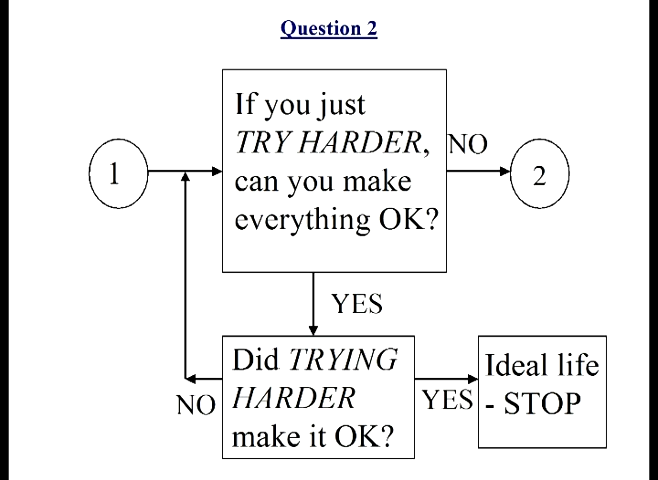 Question 2
If you just
TRY HARDER,
can you make
everything OK?
1
NO
2
YES
Did TRYING
HARDER
make it OK?
NO
YES
Ideal life
- STOP